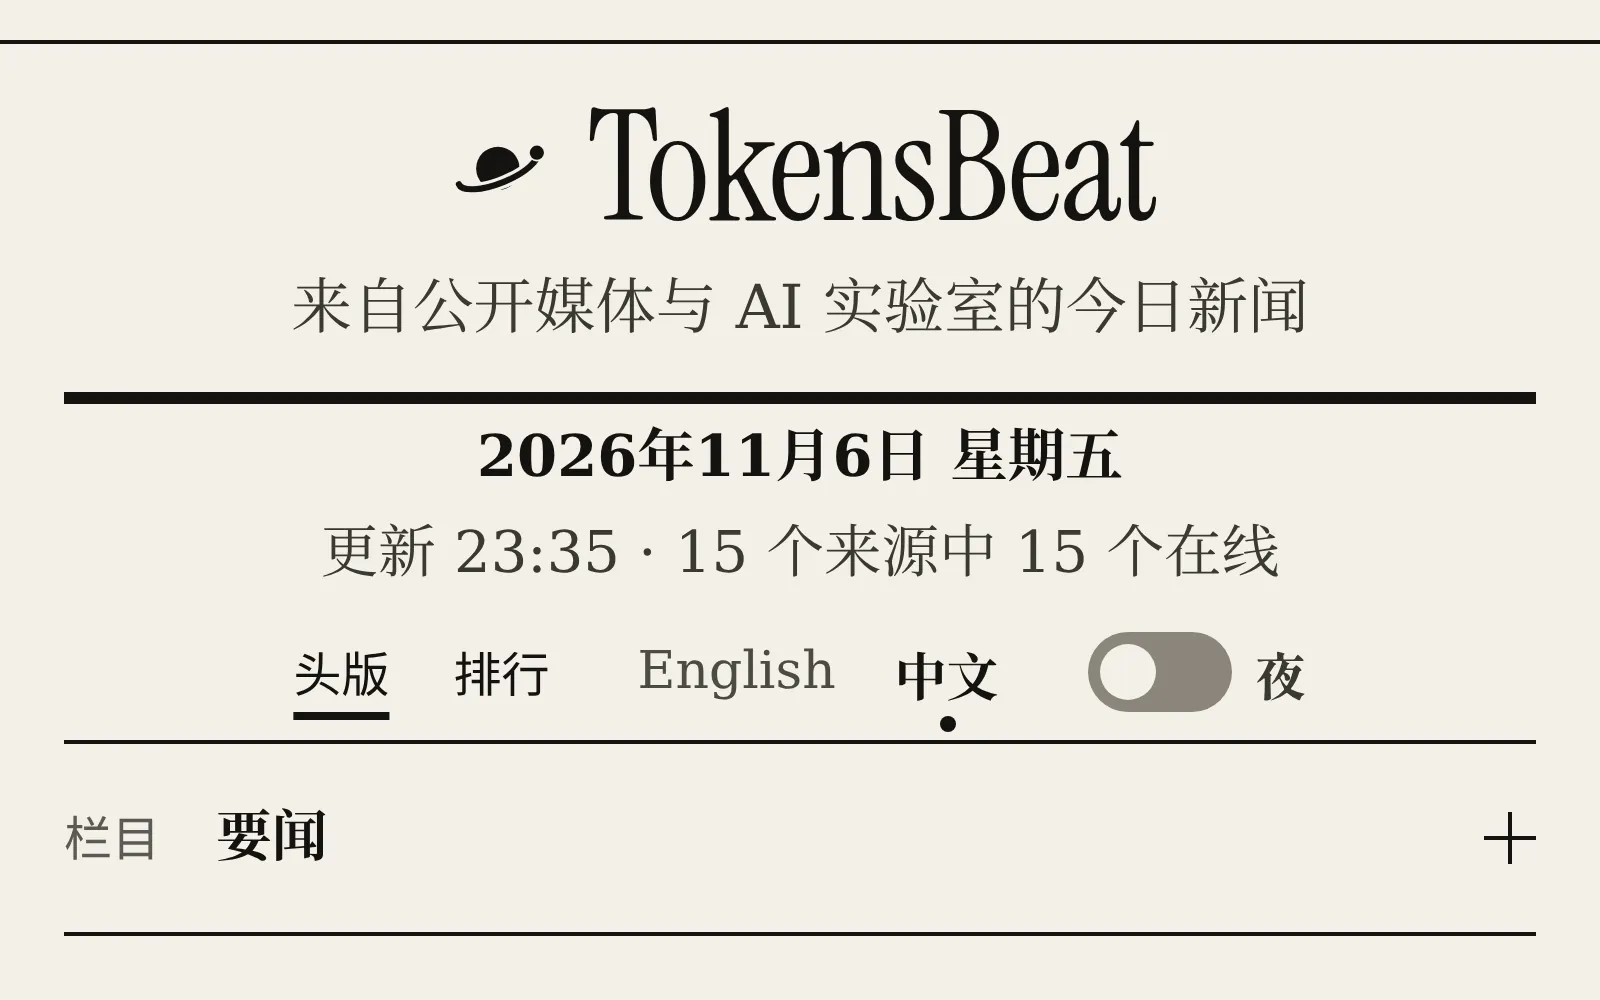 TokensBeat
来自公开媒体与 AI 实验室的今日新闻
2026年11月6日 星期五
更新 23:35 · 15 个来源中 15 个在线
头版 排行 English 中文 夜
栏目 要闻